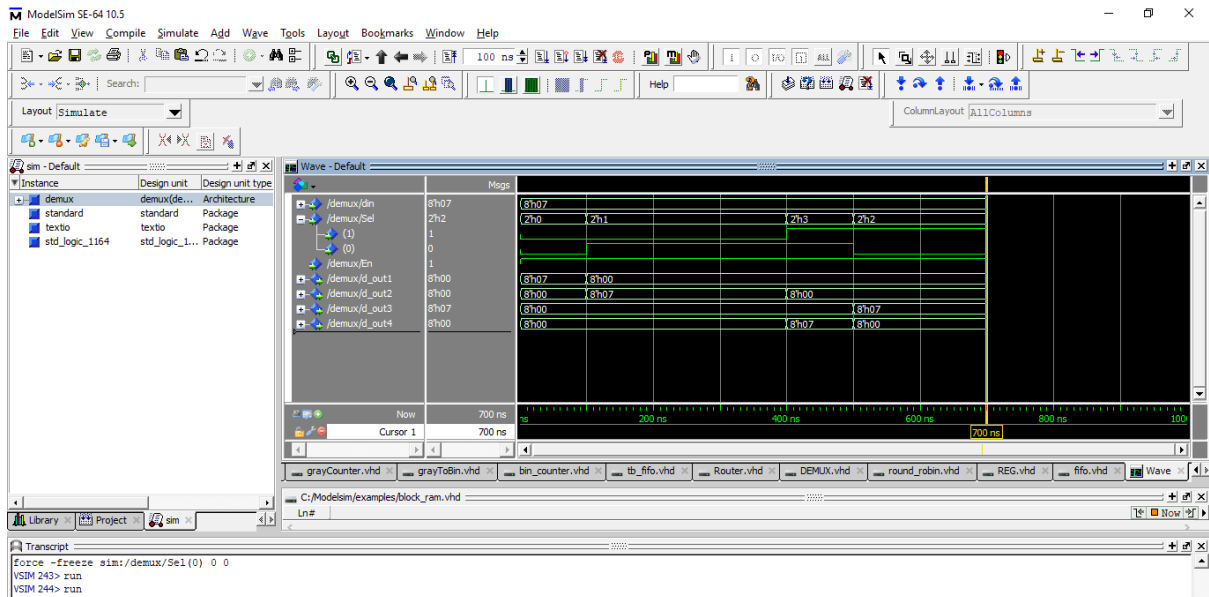 ModelSim SE-64 10.5
File Edit View Compile Simulate Add Wave Tools Layout Bookmarks Window Help
100 ns
Search:
Help
Layout Simulate
ColumnLayout AllColumns
sim - Default
Instance Design unit Design unit type
demux demux(de... Architecture
standard standard Package
textio textio Package
std_logic_1164 std_logic_1... Package
Library Project sim
Wave - Default
Msgs
/demux/din 8'h07 8'h07
/demux/Sel 2'h2 2'h0 2'h1 2'h3 2'h2
(1) 1
(0) 0
/demux/En 1
/demux/d_out1 8'h00 8'h07 8'h00
/demux/d_out2 8'h00 8'h00 8'h07 8'h00
/demux/d_out3 8'h07 8'h00 8'h07
/demux/d_out4 8'h00 8'h00 8'h07 8'h00
Now 700 ns ns 200 ns 400 ns 600 ns 800 ns 100
Cursor 1 700 ns 700 ns
grayCounter.vhd grayToBin.vhd bin_counter.vhd tb_fifo.vhd Router.vhd DEMUX.vhd round_robin.vhd REG.vhd fifo.vhd Wave
C:/Modelsim/examples/block_ram.vhd
Ln# Now
Transcript
force -freeze sim:/demux/Sel(0) 0 0
VSIM 243> run
VSIM 244> run